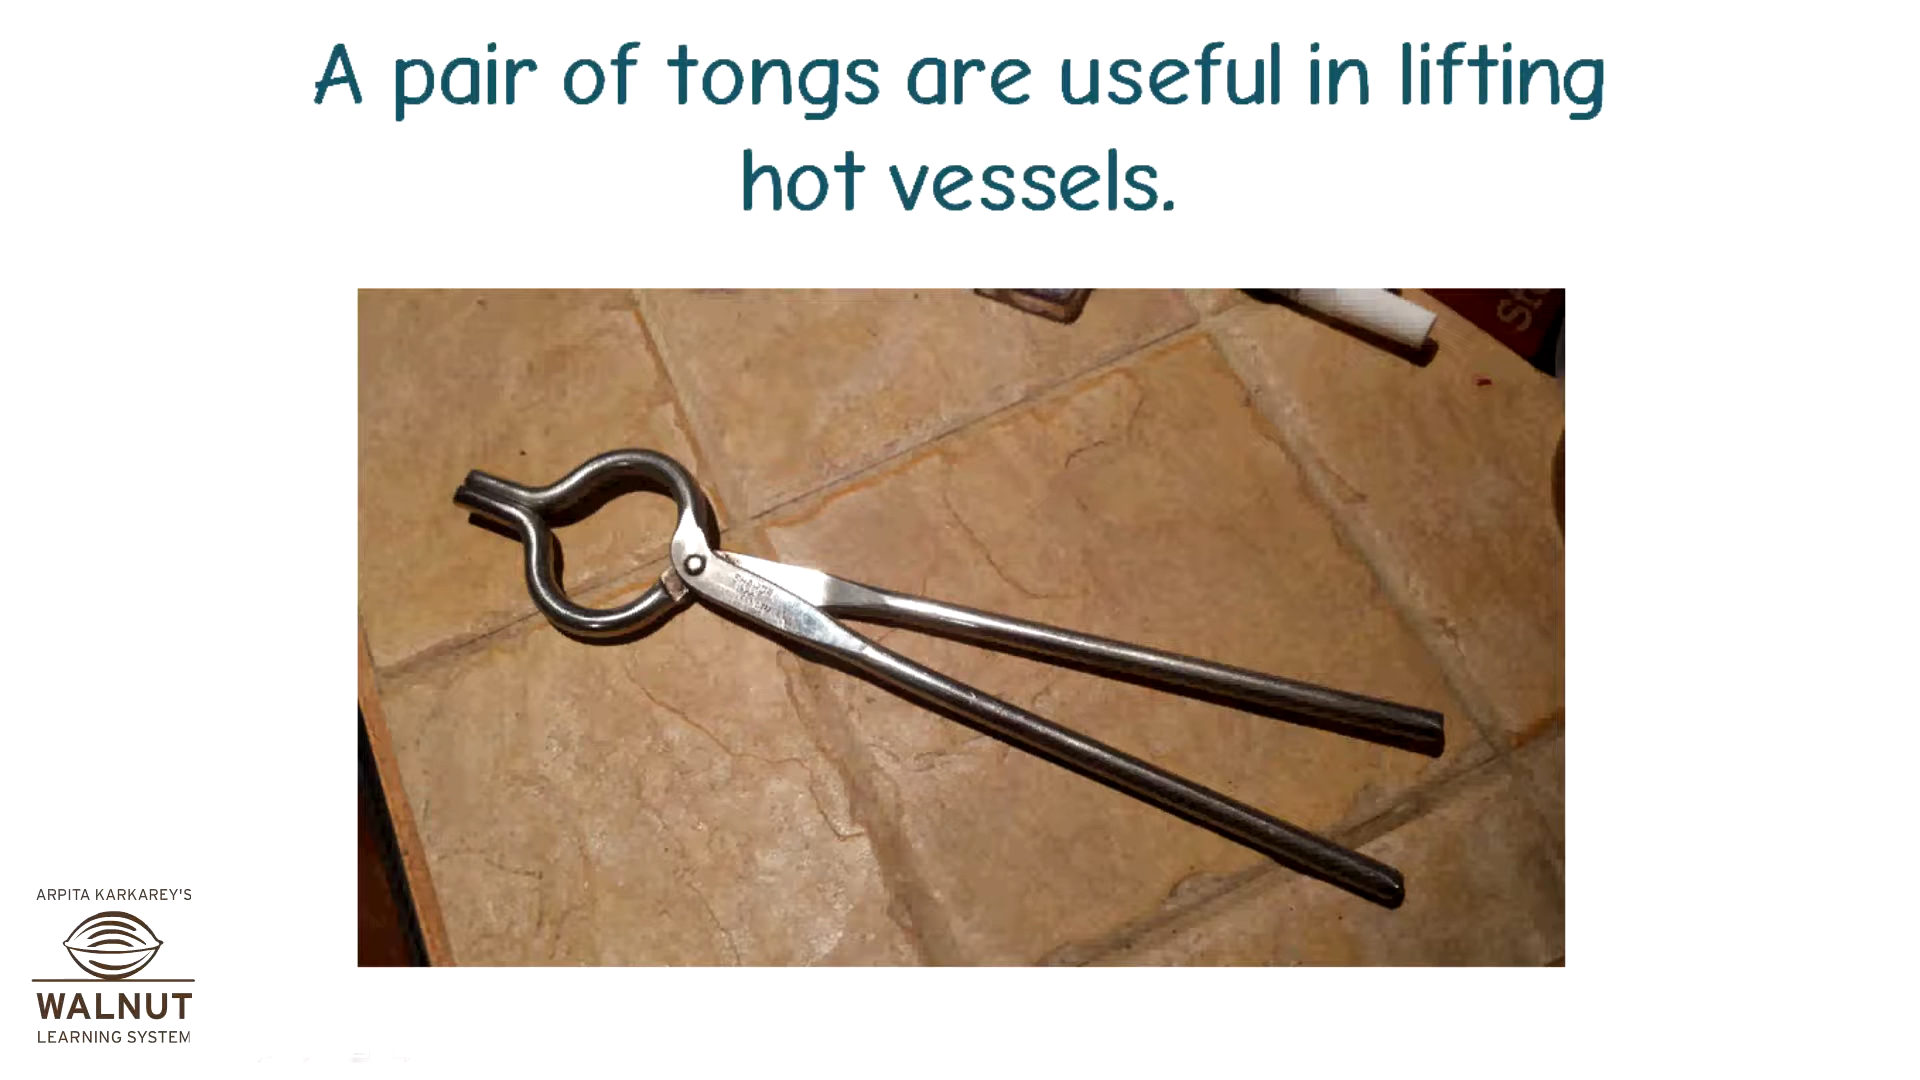 A pair of tongs are useful in lifting
hot vessels.
ARPITA KARKAREY'S
WALNUT
LEARNING SYSTEM